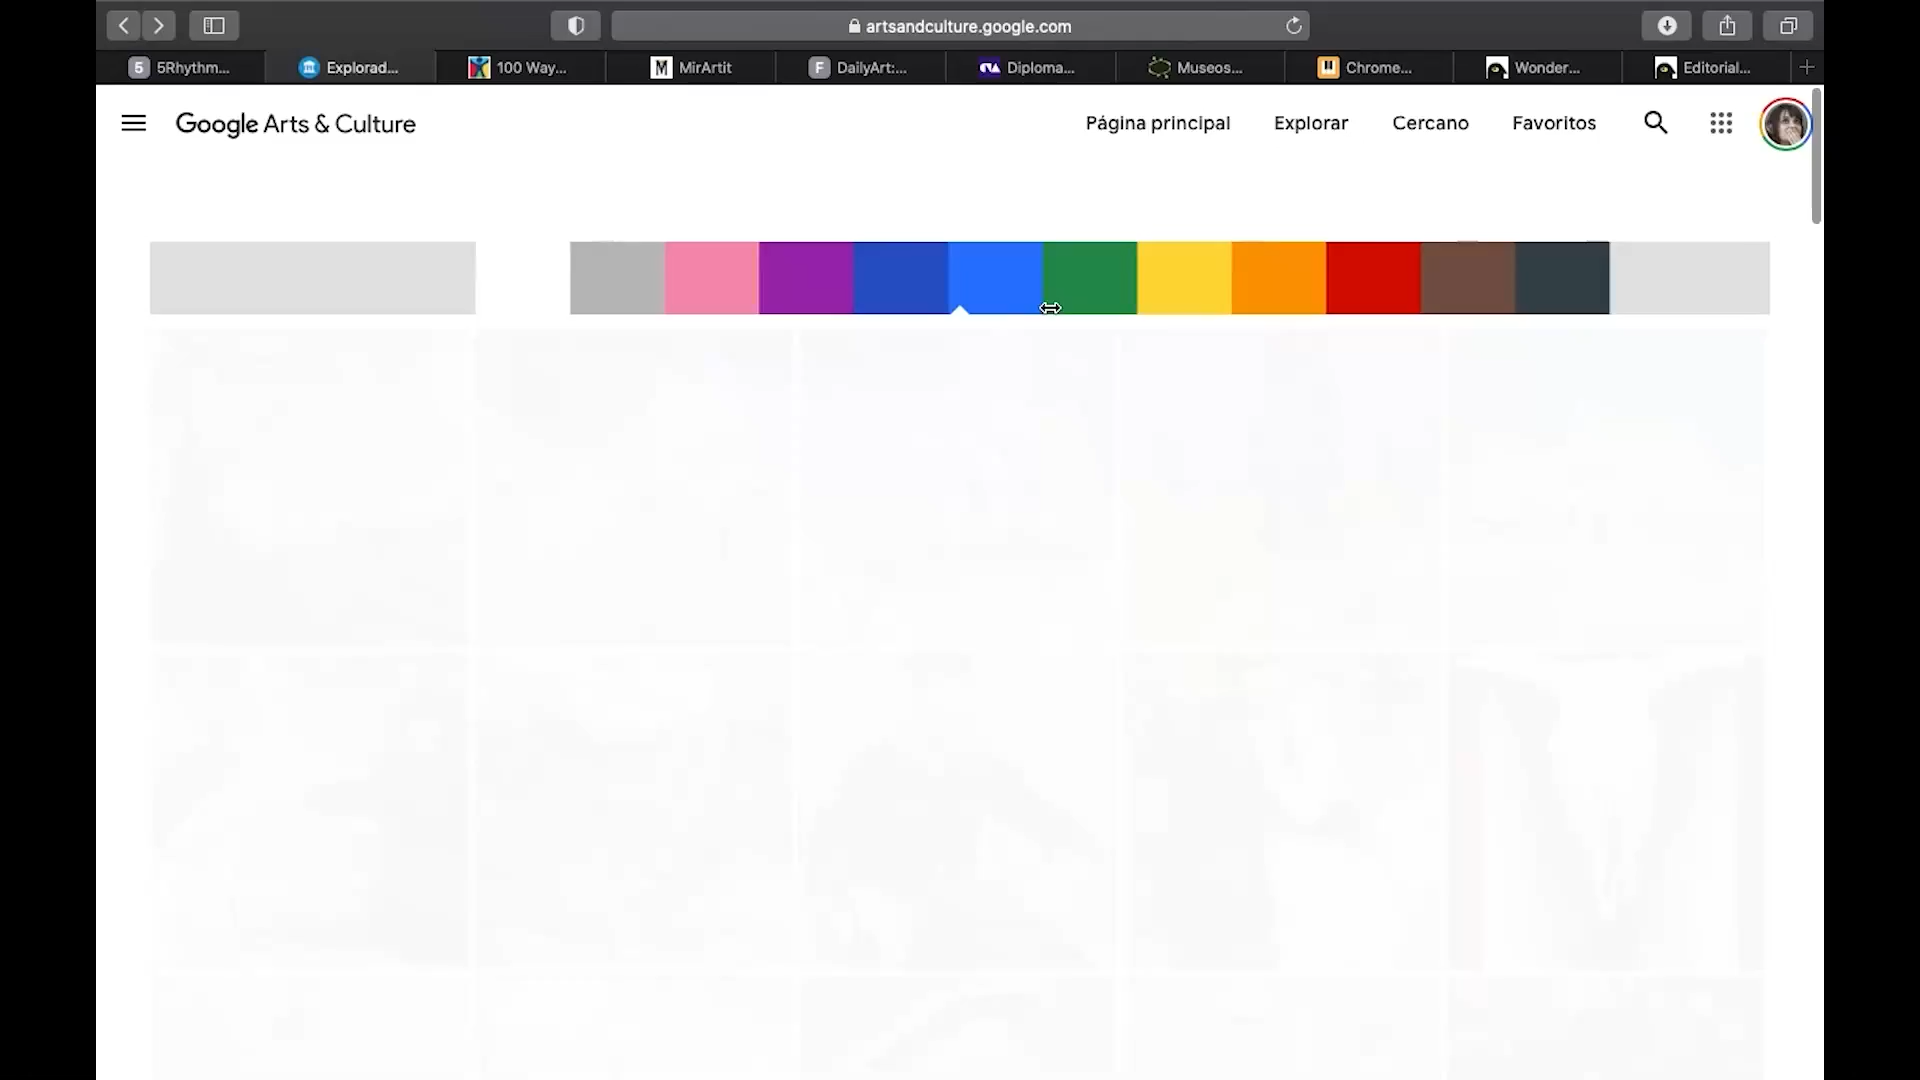 artsandculture.google.com
5 5Rhythm...
Explorad...
100 Way...
M MirArtit
F DailyArt:...
Diploma...
Museos...
Chrome...
Wonder...
Editorial...
Google Arts & Culture
Página principal
Explorar
Cercano
Favoritos